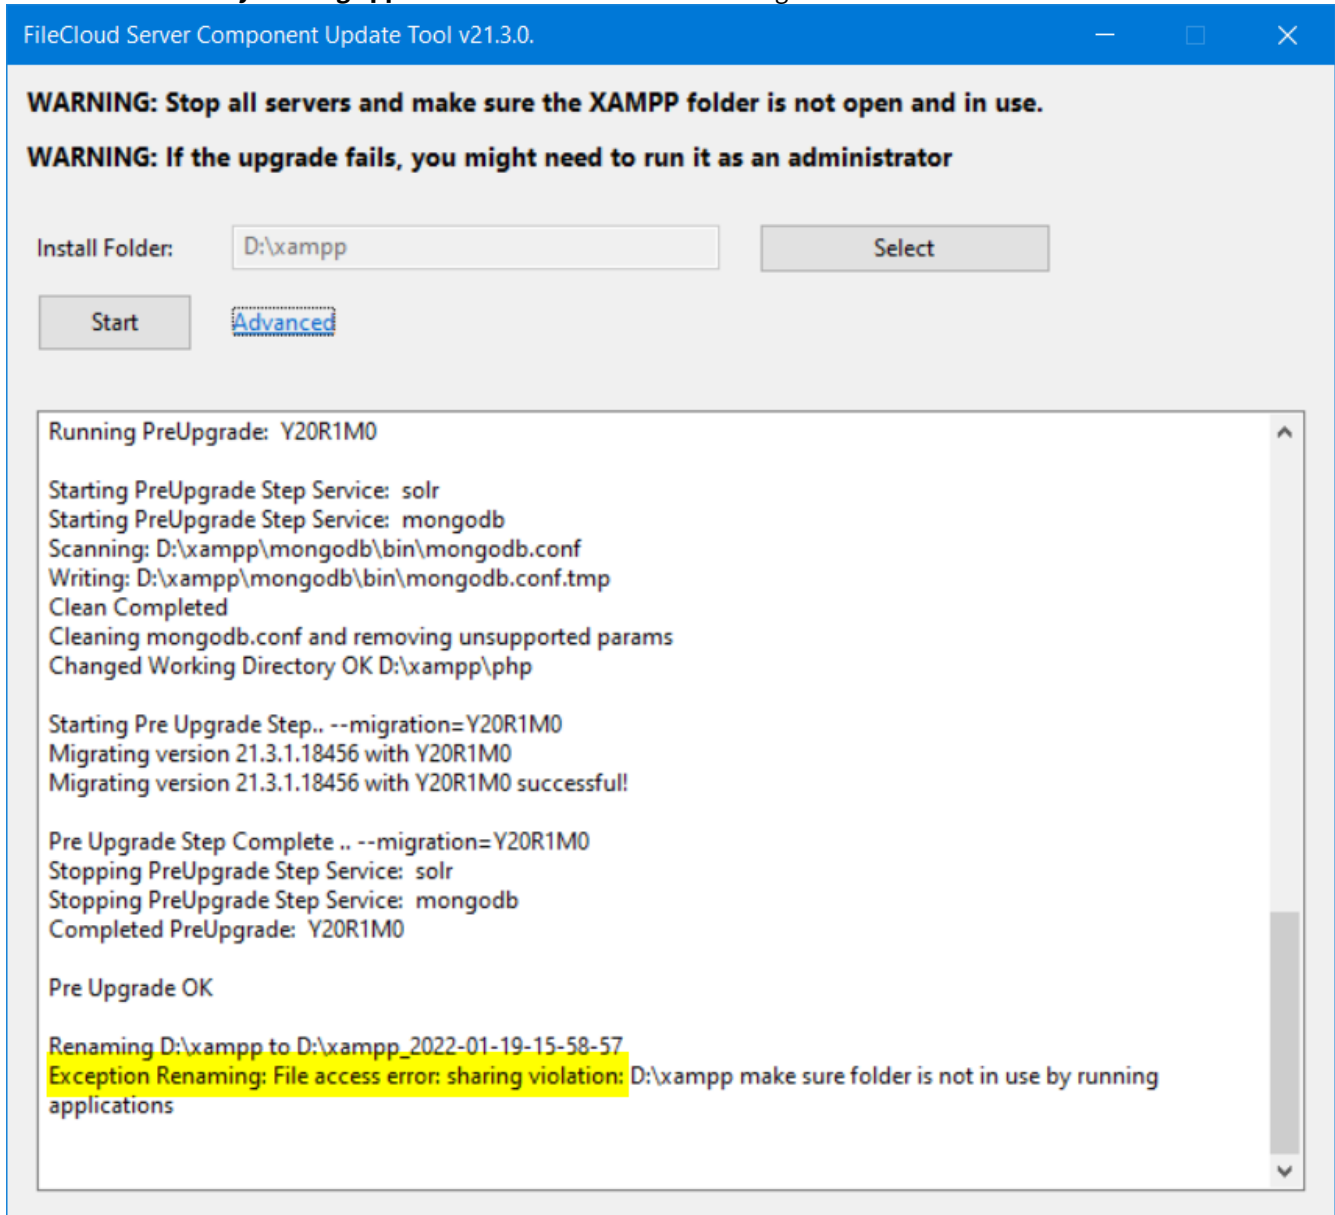 FileCloud Server Component Update Tool v21.3.0.
WARNING: Stop all servers and make sure the XAMPP folder is not open and in use.
WARNING: If the upgrade fails, you might need to run it as an administrator
Install Folder:
D:\xampp
Select
Start
Advanced
Running PreUpgrade:  Y20R1M0
Starting PreUpgrade Step Service:  solr
Starting PreUpgrade Step Service:  mongodb
Scanning: D:\xampp\mongodb\bin\mongodb.conf
Writing: D:\xampp\mongodb\bin\mongodb.conf.tmp
Clean Completed
Cleaning mongodb.conf and removing unsupported params
Changed Working Directory OK D:\xampp\php
Starting Pre Upgrade Step.. --migration=Y20R1M0
Migrating version 21.3.1.18456 with Y20R1M0
Migrating version 21.3.1.18456 with Y20R1M0 successful!
Pre Upgrade Step Complete .. --migration=Y20R1M0
Stopping PreUpgrade Step Service:  solr
Stopping PreUpgrade Step Service:  mongodb
Completed PreUpgrade:  Y20R1M0
Pre Upgrade OK
Renaming D:\xampp to D:\xampp_2022-01-19-15-58-57
Exception Renaming: File access error: sharing violation: D:\xampp make sure folder is not in use by running
applications